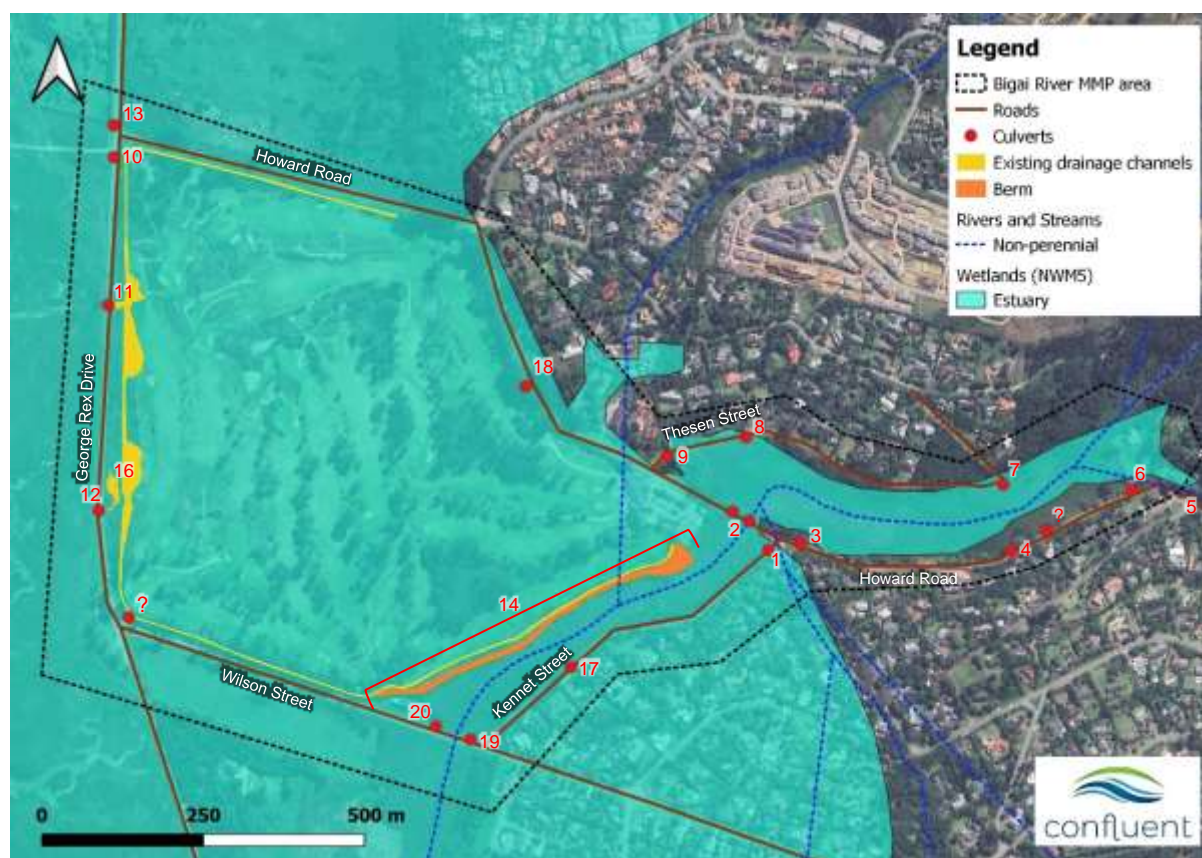 Legend
Bigai River MMP area
Roads
Culverts
Existing drainage channels
Berm
Rivers and Streams
Non-perennial
Wetlands (NWM5)
Estuary
13
10
Howard Road
11
George Rex Drive
18
Thesen Street
8
9
7
16
12
6
5
2
3
?
1
4
Howard Road
14
?
17
Wilson Street
Kennet Street
20
19
0
250
500 m
confluent